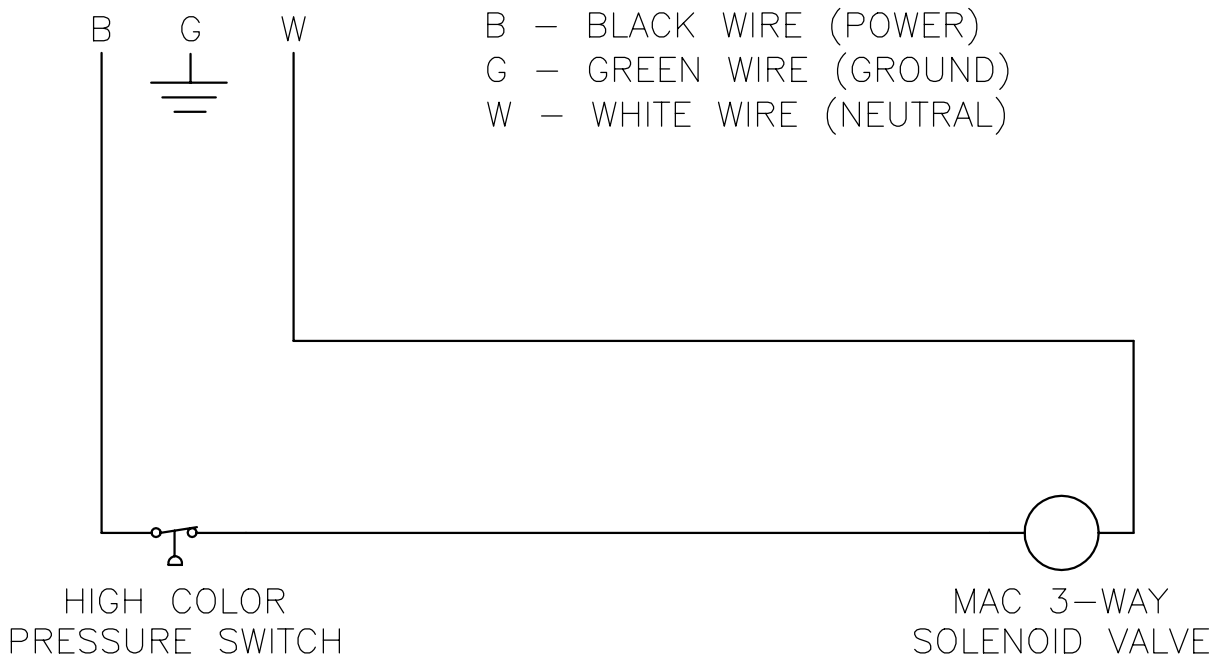 B G W
B - BLACK WIRE (POWER)
G - GREEN WIRE (GROUND)
W - WHITE WIRE (NEUTRAL)
HIGH COLOR
PRESSURE SWITCH
MAC 3-WAY
SOLENOID VALVE